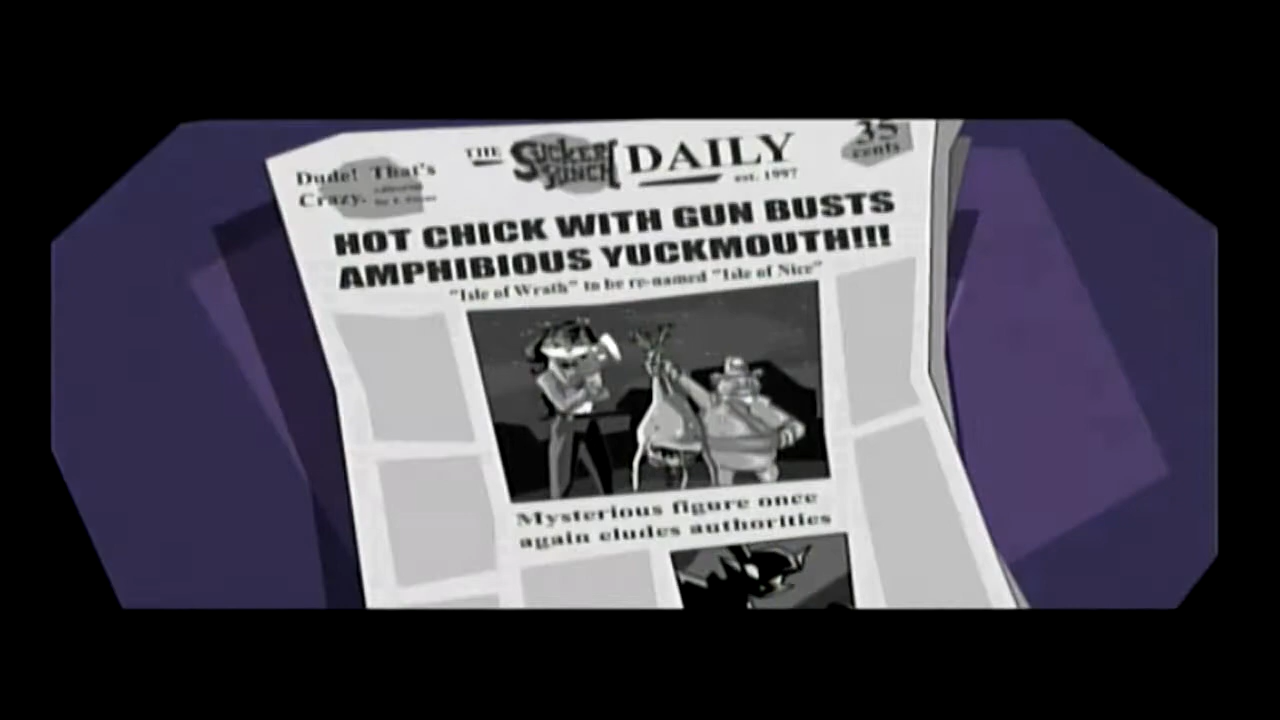 Dude! That's
Crazy.
THE SUCKER PUNCH DAILY
est. 1997
35
cents
HOT CHICK WITH GUN BUSTS
AMPHIBIOUS YUCKMOUTH!!!
"Isle of Wrath" to be re-named "Isle of Nice"
Mysterious figure once
again eludes authorities